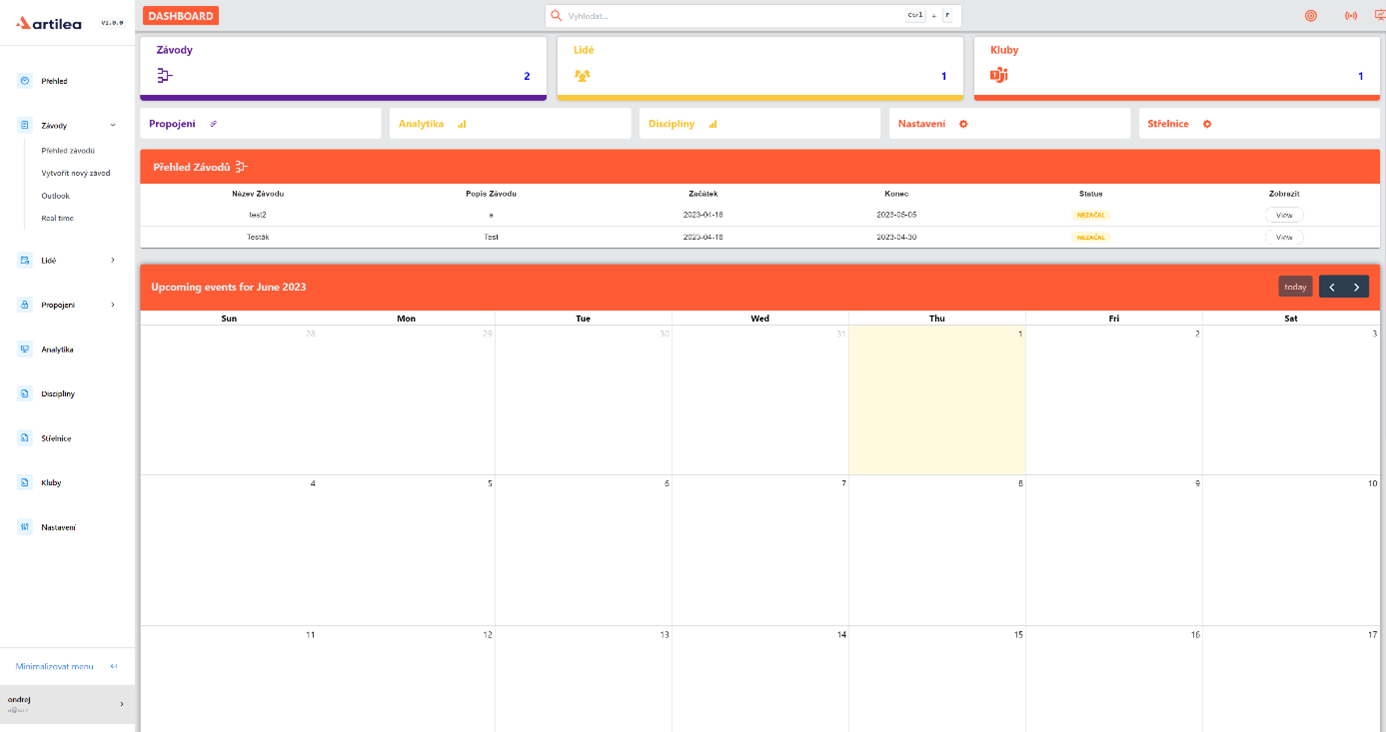 artilea v1.0.0
DASHBOARD
Vyhledat...
Ctrl + F
Přehled
Závody
Přehled závodů
Vytvořit nový závod
Outlook
Real time
Lidé
Propojení
Analytika
Disciplíny
Střelnice
Kluby
Nastavení
Minimalizovat menu
ondrej
Závody
2
Lidé
1
Kluby
1
Propojení
Analytika
Disciplíny
Nastavení
Střelnice
Přehled Závodů
Název Závodu Popis Závodu Začátek Konec Status Zobrazit
test2 a 2023-04-18 2023-05-05 NEZAČAL View
Testák Test 2023-04-18 2023-04-30 NEZAČAL View
Upcoming events for June 2023
today
Sun Mon Tue Wed Thu Fri Sat
28 29 30 31 1 2 3
4 5 6 7 8 9 10
11 12 13 14 15 16 17